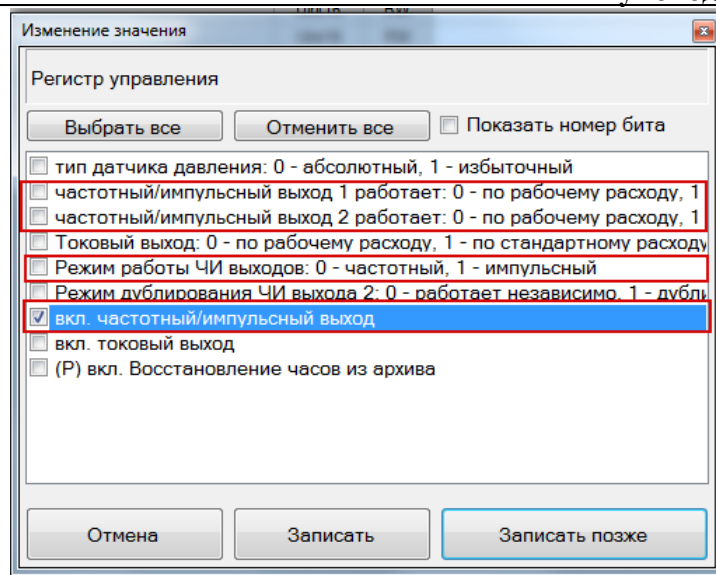 Изменение значения
Регистр управления
Выбрать все
Отменить все
Показать номер бита
тип датчика давления: 0 - абсолютный, 1 - избыточный
частотный/импульсный выход 1 работает: 0 - по рабочему расходу, 1
частотный/импульсный выход 2 работает: 0 - по рабочему расходу, 1
Токовый выход: 0 - по рабочему расходу, 1 - по стандартному расходу
Режим работы ЧИ выходов: 0 - частотный, 1 - импульсный
Режим дублирования ЧИ выхода 2: 0 - работает независимо, 1 - дубли
вкл. частотный/импульсный выход
вкл. токовый выход
(Р) вкл. Восстановление часов из архива
Отмена
Записать
Записать позже